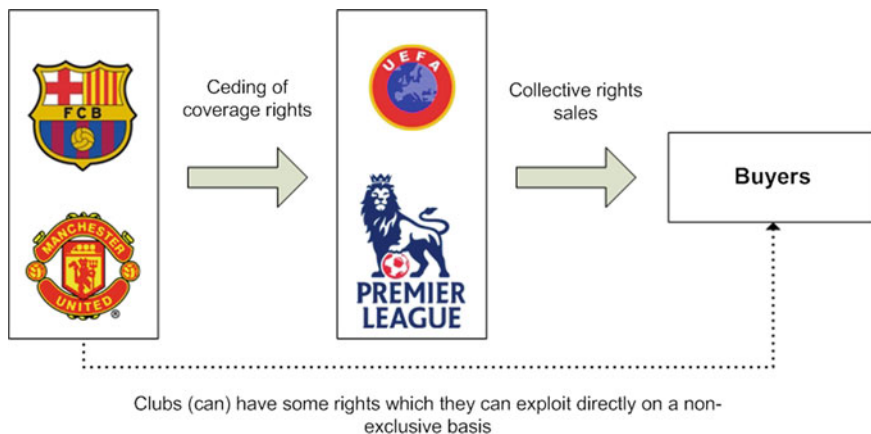 FCB
MANCHESTER
UNITED
®
Ceding of
coverage rights
UEFA
PREMIER
LEAGUE
Collective rights
sales
Buyers
Clubs (can) have some rights which they can exploit directly on a non-
exclusive basis